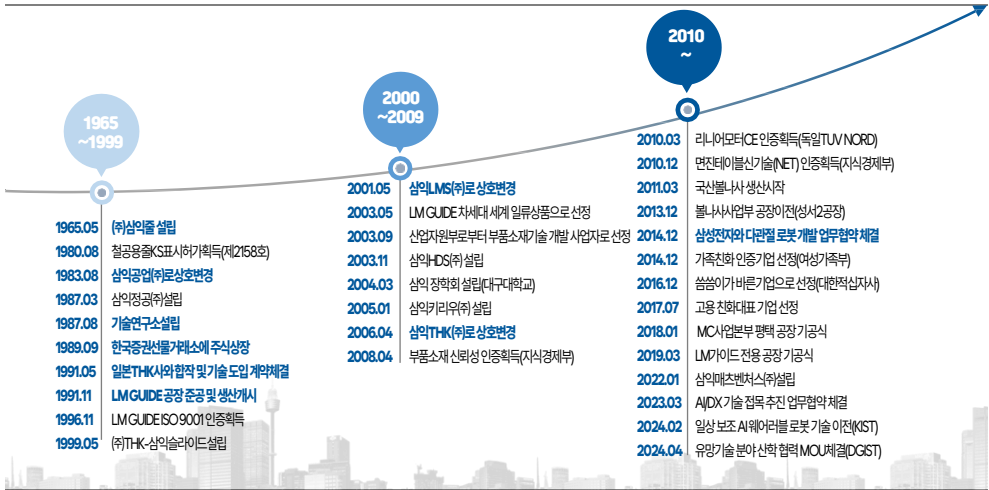 1965
~1999
1965.05 (주)삼익줄 설립
1980.08 철공용줄KS표시허가획득(제2158호)
1983.08 삼익공업(주)로상호변경
1987.03 삼익정공(주)설립
1987.08 기술연구소설립
1989.09 한국증권선물거래소에 주식상장
1991.05 일본THK사와 합작 및 기술 도입 계약체결
1991.11 LM GUIDE 공장 준공 및 생산개시
1996.11 LM GUIDE ISO 9001 인증획득
1999.05 (주)THK-삼익슬라이드설립
2000
~2009
2001.05 삼익LMS(주)로 상호변경
2003.05 LM GUIDE 차세대 세계 일류상품으로 선정
2003.09 산업자원부로부터 부품소재기술 개발 사업자로 선정
2003.11 삼익HDS(주) 설립
2004.03 삼익 장학회 설립(대구대학교)
2005.01 삼익키리우(주) 설립
2006.04 삼익THK(주)로 상호변경
2008.04 부품소재 신뢰성 인증획득(지식경제부)
2010
~
2010.03 리니어모터CE 인증획득(독일TUV NORD)
2010.12 면진테이블신기술(NET) 인증획득(지식경제부)
2011.03 국산볼나사 생산시작
2013.12 볼나사사업부 공장이전(성서2공장)
2014.12 삼성전자와 다관절 로봇 개발 업무협약 체결
2014.12 가족친화 인증기업 선정(여성가족부)
2016.12 씀씀이가 바른기업으로 선정(대한적십자사)
2017.07 고용 친화대표 기업 선정
2018.01 MC사업본부 평택 공장 기공식
2019.03 LM가이드 전용 공장 기공식
2022.01 삼익매츠벤처스(주)설립
2023.03 AI/DX 기술 접목 추진 업무협약 체결
2024.02 일상 보조 AI 웨어러블 로봇 기술 이전(KIST)
2024.04 유망기술 분야 산학 협력 MOU체결(DGIST)